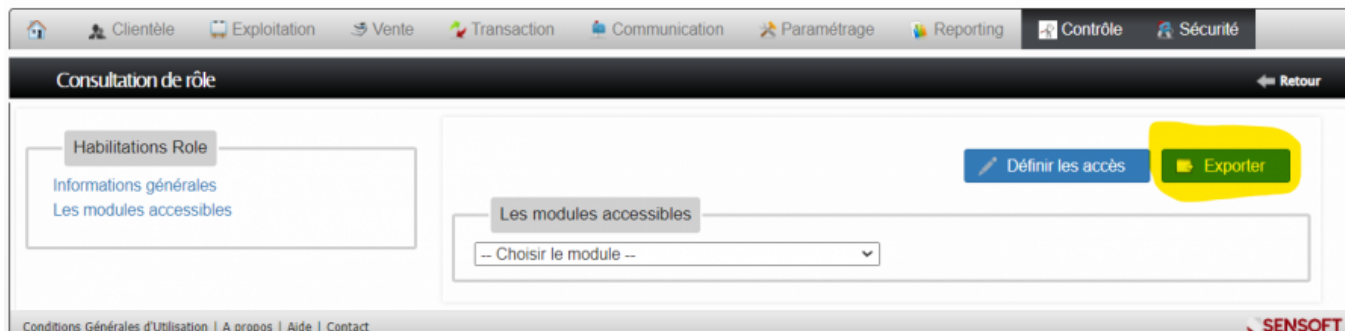 Clientèle Exploitation Vente Transaction Communication Paramétrage Reporting Contrôle Sécurité
Consultation de rôle Retour
Habilitations Role
Informations générales
Les modules accessibles
Définir les accès Exporter
Les modules accessibles
-- Choisir le module --
Conditions Générales d'Utilisation | A propos | Aide | Contact SENSOFT